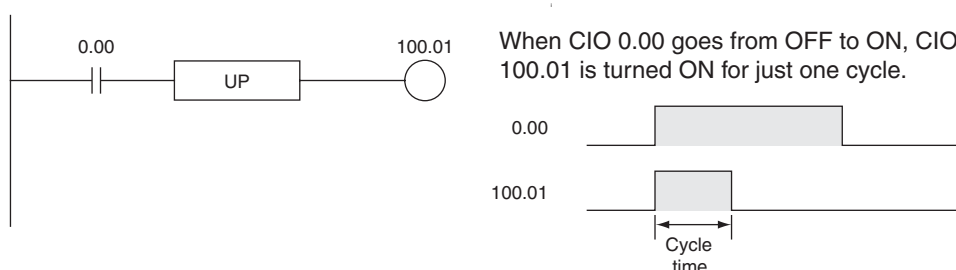 0.00
100.01
UP
When CIO 0.00 goes from OFF to ON, CIO
100.01 is turned ON for just one cycle.
0.00
100.01
Cycle
time